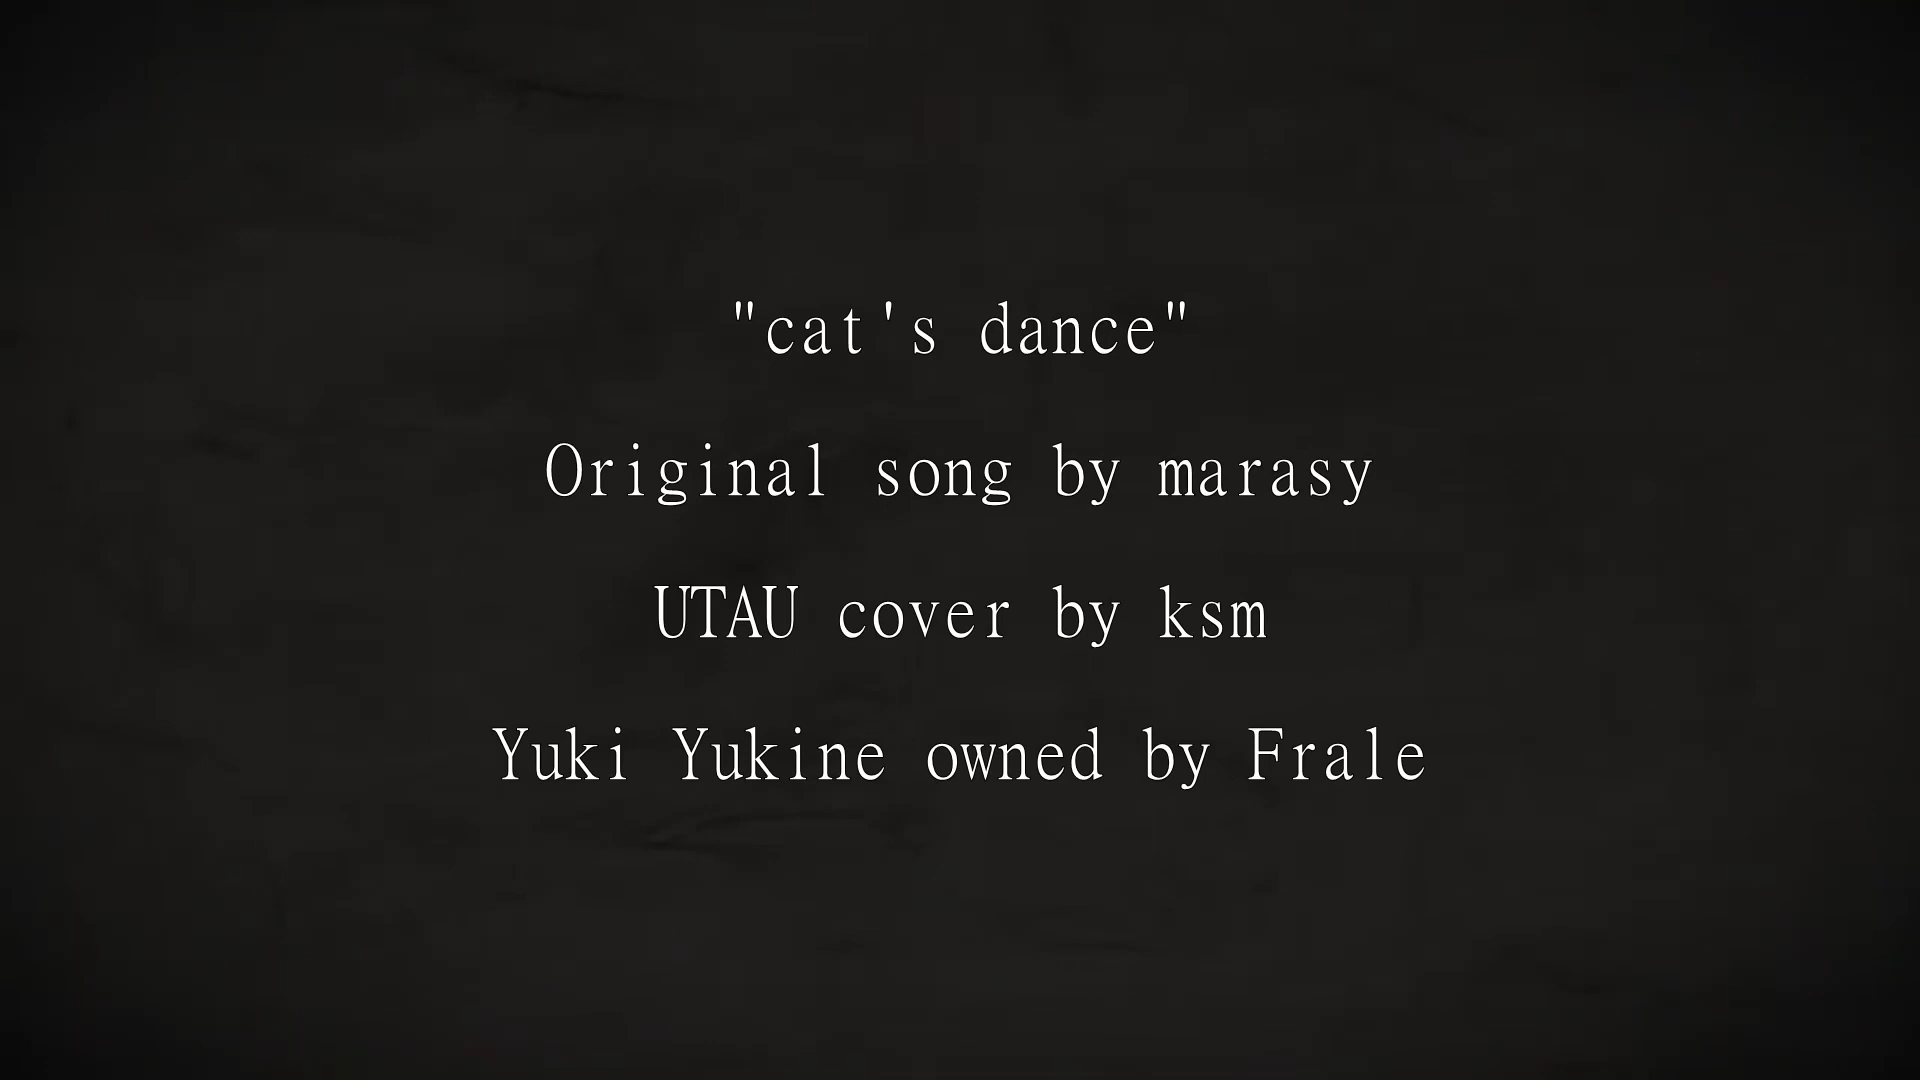 "cat's dance"
Original song by marasy
UTAU cover by ksm
Yuki Yukine owned by Frale